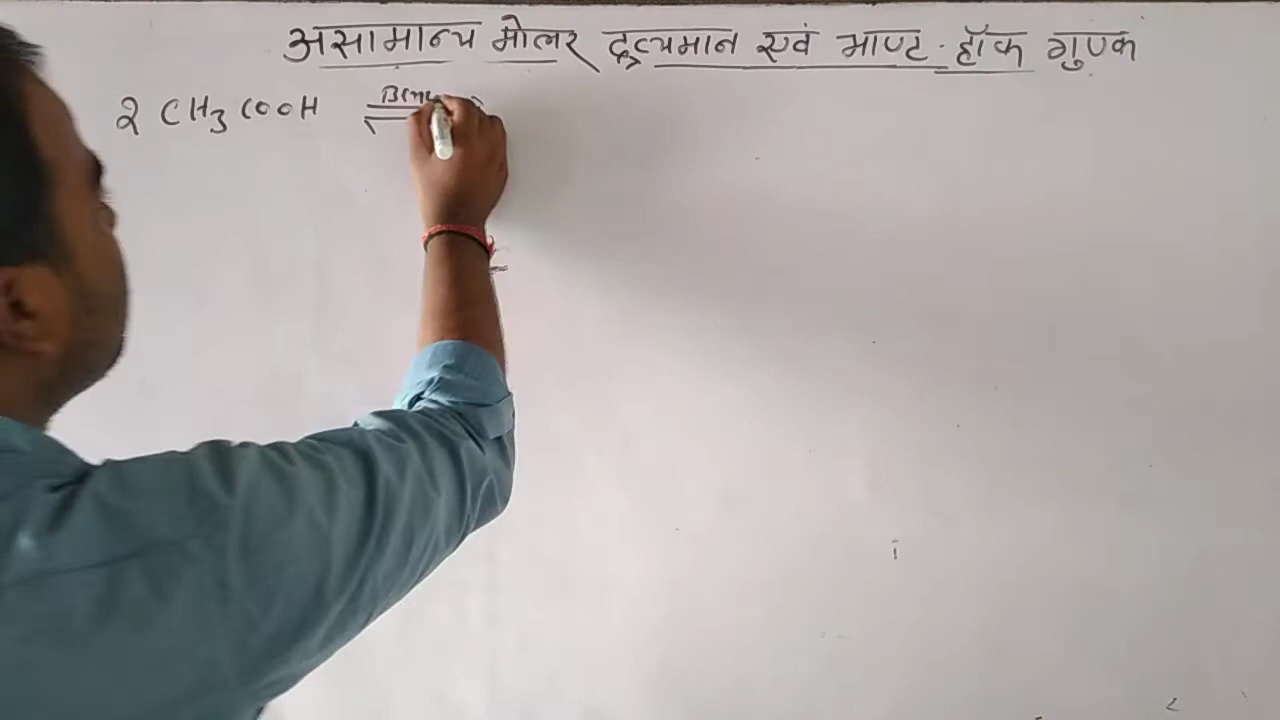 असामान्य मोलर द्रव्यमान एवं भाण्ट हॉफ गुणक
2 CH3COOH ⇌